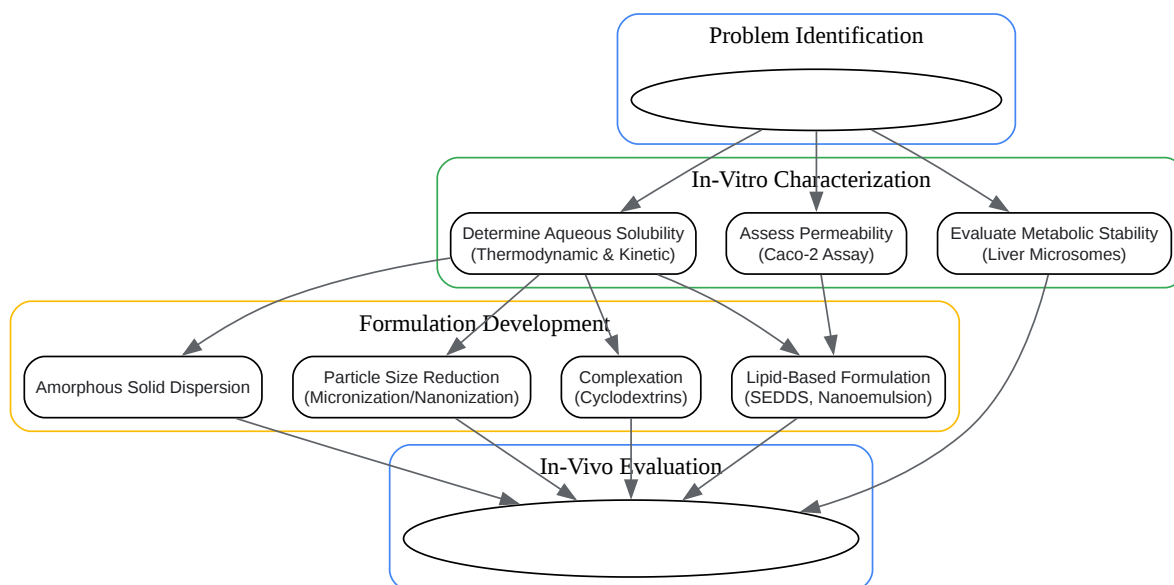 Problem Identification
In-Vitro Characterization
Determine Aqueous Solubility
(Thermodynamic & Kinetic)
Assess Permeability
(Caco-2 Assay)
Evaluate Metabolic Stability
(Liver Microsomes)
Formulation Development
Amorphous Solid Dispersion
Particle Size Reduction
(Micronization/Nanonization)
Complexation
(Cyclodextrins)
Lipid-Based Formulation
(SEDDS, Nanoemulsion)
In-Vivo Evaluation